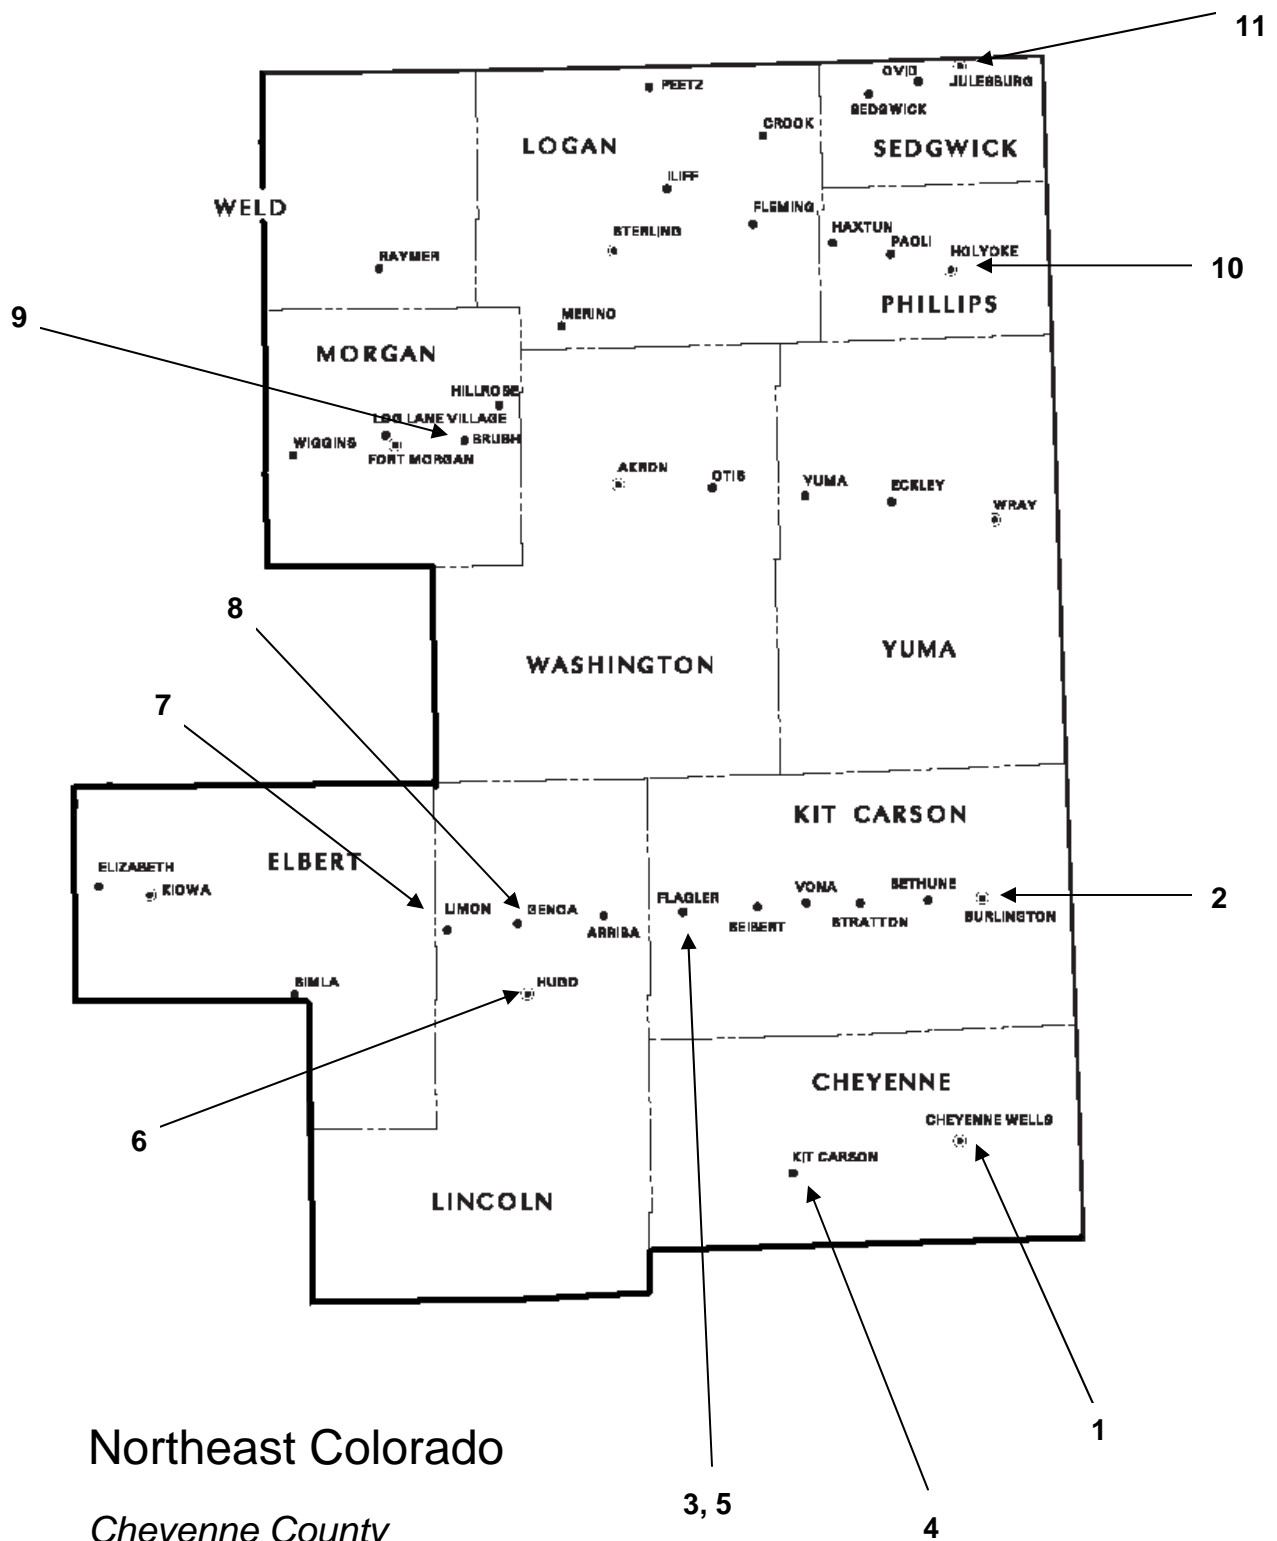 11
OVID
JULESBURG
PEETZ
SEDGWICK
CROOK
LOGAN
SEDGWICK
ILIFF
WELD
FLEMING
HAXTUN
STERLING
PAOLI
HOLYOKE
RAYMER
10
PHILLIPS
MERINO
9
MORGAN
HILLROSE
LOG LANE VILLAGE
WIGGINS
BRUSH
FORT MORGAN
AKRON
OTIS
YUMA
ECKLEY
WRAY
8
WASHINGTON
YUMA
7
KIT CARSON
ELIZABETH
ELBERT
KIOWA
LIMON
GENOA
ARRIBA
FLAGLER
SEIBERT
VONA
STRATTON
BETHUNE
BURLINGTON
2
SIMLA
HUGO
CHEYENNE
6
CHEYENNE WELLS
KIT CARSON
LINCOLN
1
Northeast Colorado
3, 5
4
Cheyenne County